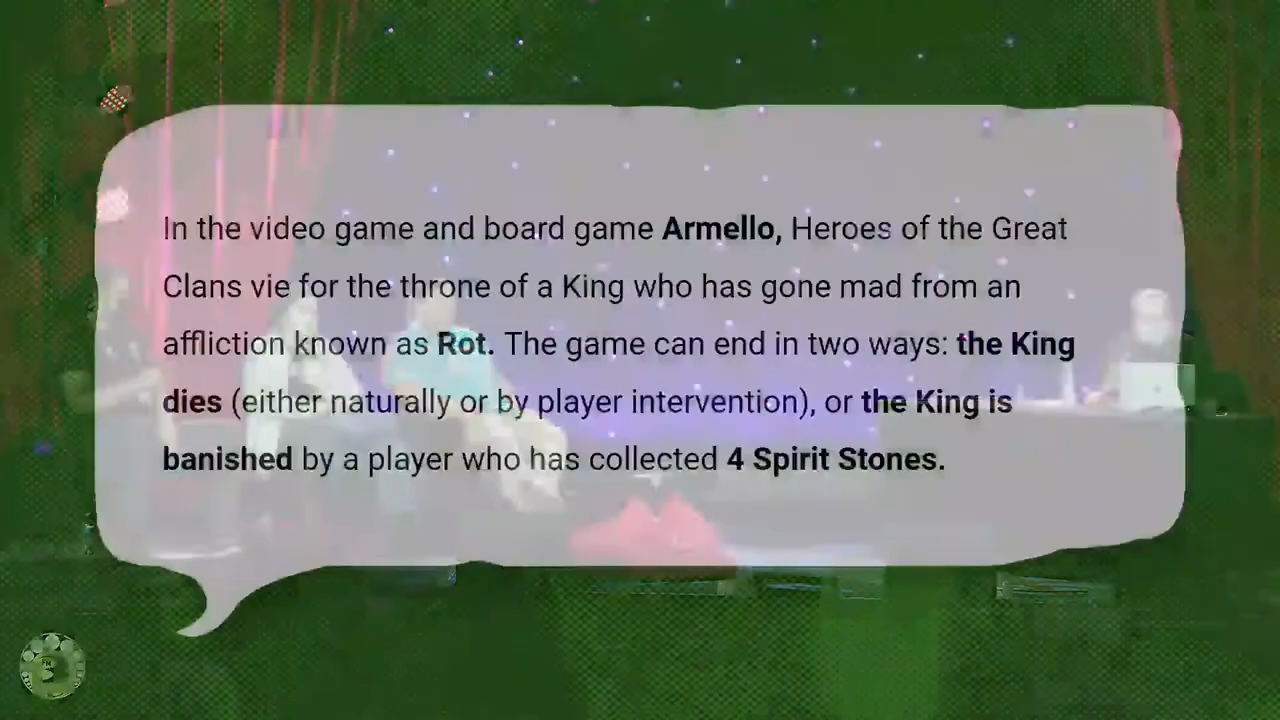 In the video game and board game Armello, Heroes of the Great
Clans vie for the throne of a King who has gone mad from an
affliction known as Rot. The game can end in two ways: the King
dies (either naturally or by player intervention), or the King is
banished by a player who has collected 4 Spirit Stones.